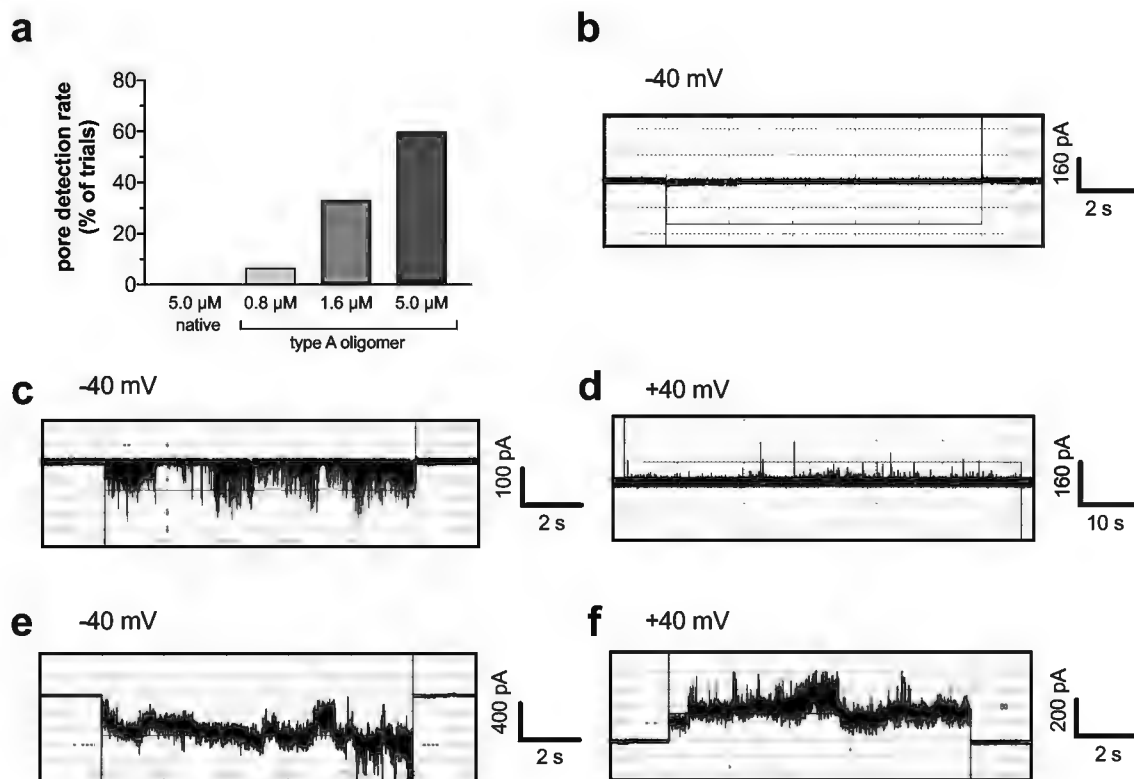 a
pore detection rate
(% of trials)
80
60
40
20
0
5.0 µM
native
0.8 µM
1.6 µM
5.0 µM
type A oligomer
b
-40 mV
160 pA
2 s
c
-40 mV
100 pA
2 s
d
+40 mV
160 pA
10 s
e
-40 mV
400 pA
2 s
f
+40 mV
200 pA
2 s